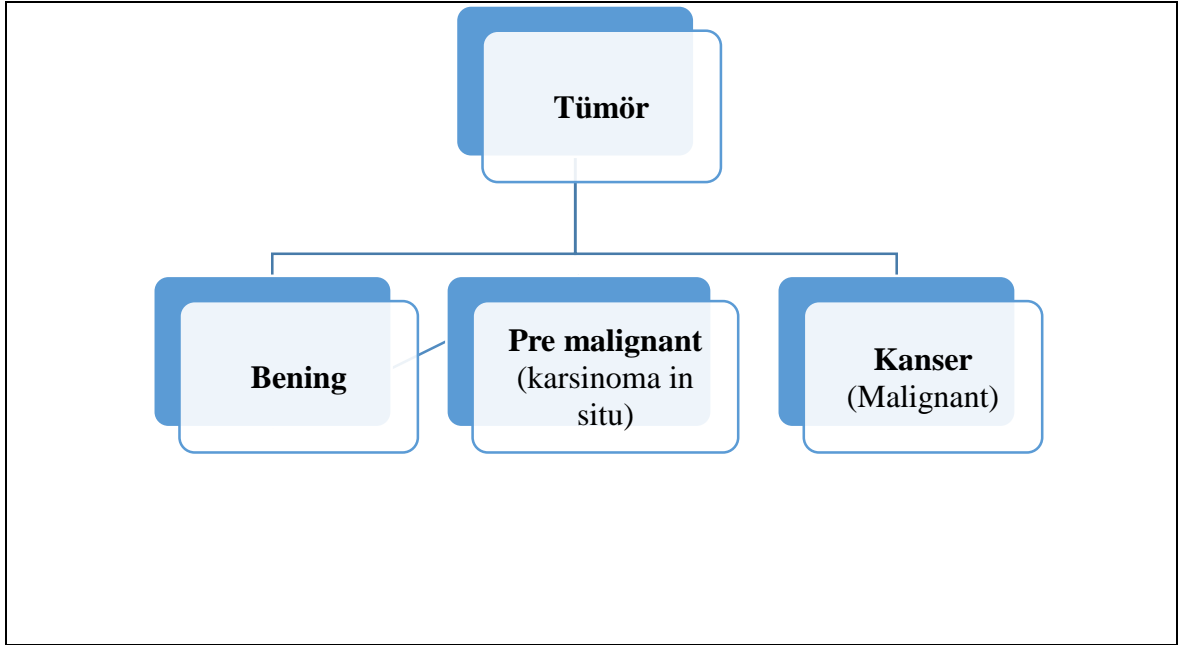 Tümör
Bening
Pre malignant
(karsinoma in
situ)
Kanser
(Malignant)